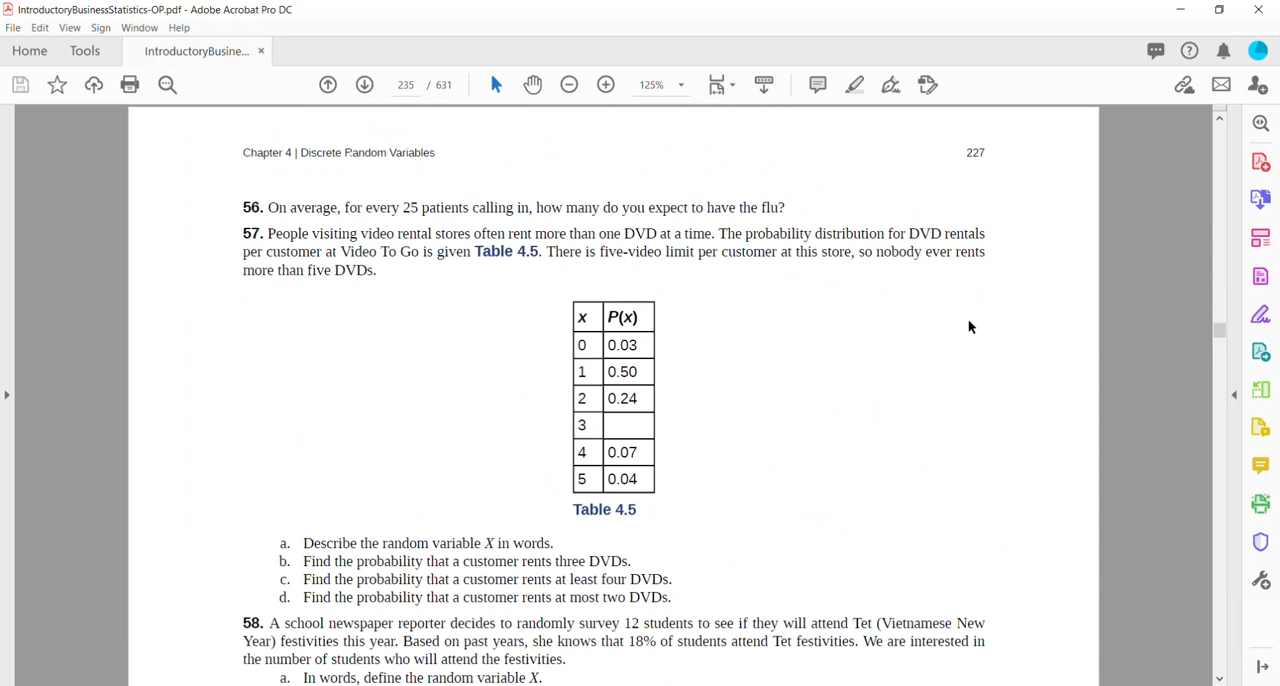 IntroductoryBusinessStatistics-OP.pdf - Adobe Acrobat Pro DC
File Edit View Sign Window Help
Home Tools IntroductoryBusine... ×
235 / 631 125%
Chapter 4 | Discrete Random Variables 227
56. On average, for every 25 patients calling in, how many do you expect to have the flu?
57. People visiting video rental stores often rent more than one DVD at a time. The probability distribution for DVD rentals
per customer at Video To Go is given Table 4.5. There is five-video limit per customer at this store, so nobody ever rents
more than five DVDs.
x P(x)
0 0.03
1 0.50
2 0.24
3
4 0.07
5 0.04
Table 4.5
a. Describe the random variable X in words.
b. Find the probability that a customer rents three DVDs.
c. Find the probability that a customer rents at least four DVDs.
d. Find the probability that a customer rents at most two DVDs.
58. A school newspaper reporter decides to randomly survey 12 students to see if they will attend Tet (Vietnamese New
Year) festivities this year. Based on past years, she knows that 18% of students attend Tet festivities. We are interested in
the number of students who will attend the festivities.
a. In words, define the random variable X.